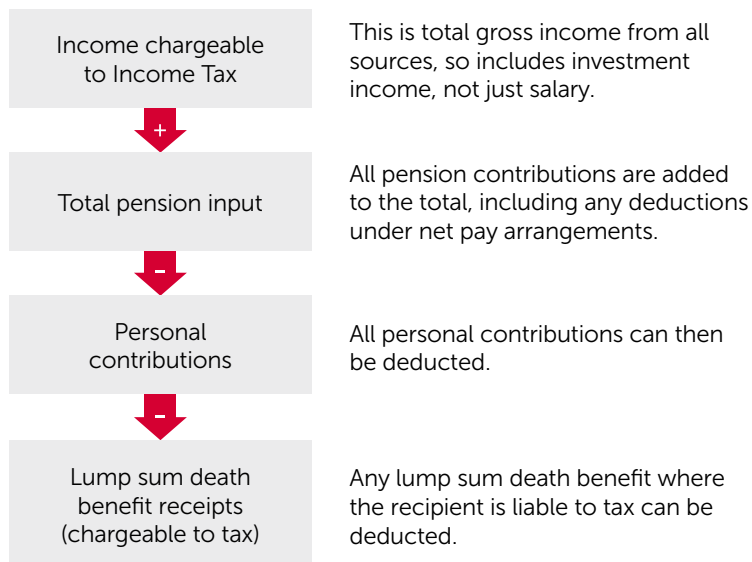 Income chargeable
to Income Tax
This is total gross income from all
sources, so includes investment
income, not just salary.
+
Total pension input
All pension contributions are added
to the total, including any deductions
under net pay arrangements.
-
Personal
contributions
All personal contributions can then
be deducted.
-
Lump sum death
benefit receipts
(chargeable to tax)
Any lump sum death benefit where
the recipient is liable to tax can be
deducted.